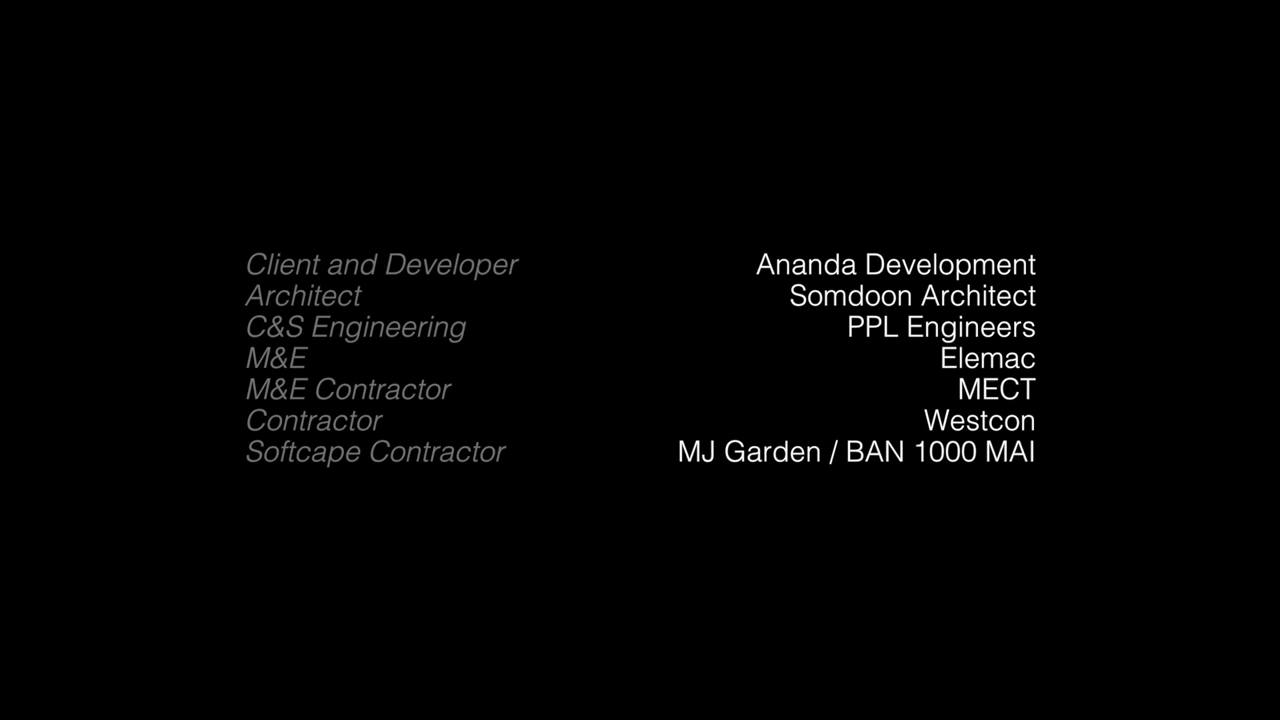 Client and Developer Ananda Development
Architect Somdoon Architect
C&S Engineering PPL Engineers
M&E Elemac
M&E Contractor MECT
Contractor Westcon
Softcape Contractor MJ Garden / BAN 1000 MAI